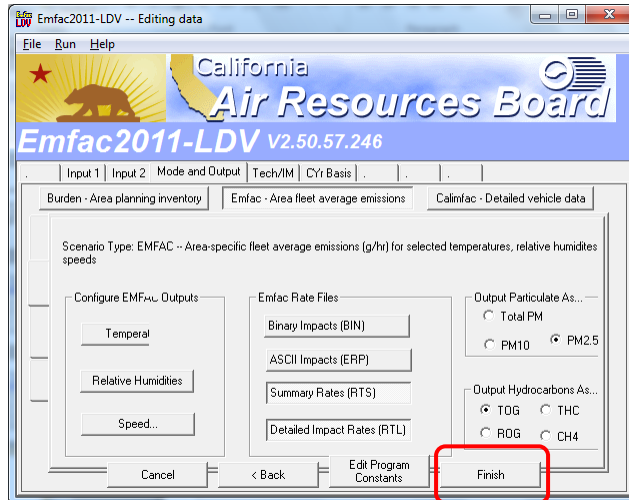 Emfac2011-LDV -- Editing data
File Run Help
California
Air Resources Board
Emfac2011-LDV V2.50.57.246
. Input 1 Input 2 Mode and Output Tech/IM CYr Basis . . .
Burden - Area planning inventory Emfac - Area fleet average emissions Calimfac - Detailed vehicle data
Scenario Type: EMFAC -- Area-specific fleet average emissions (g/hr) for selected temperatures, relative humidites
speeds
Configure EMFAC Outputs
Temperat
Relative Humidities
Speed...
Emfac Rate Files
Binary Impacts (BIN)
ASCII Impacts (ERP)
Summary Rates (RTS)
Detailed Impact Rates (RTL)
Output Particulate As...
Total PM
PM10 PM2.5
Output Hydrocarbons As...
TOG THC
ROG CH4
Cancel
< Back
Edit Program
Constants
Finish